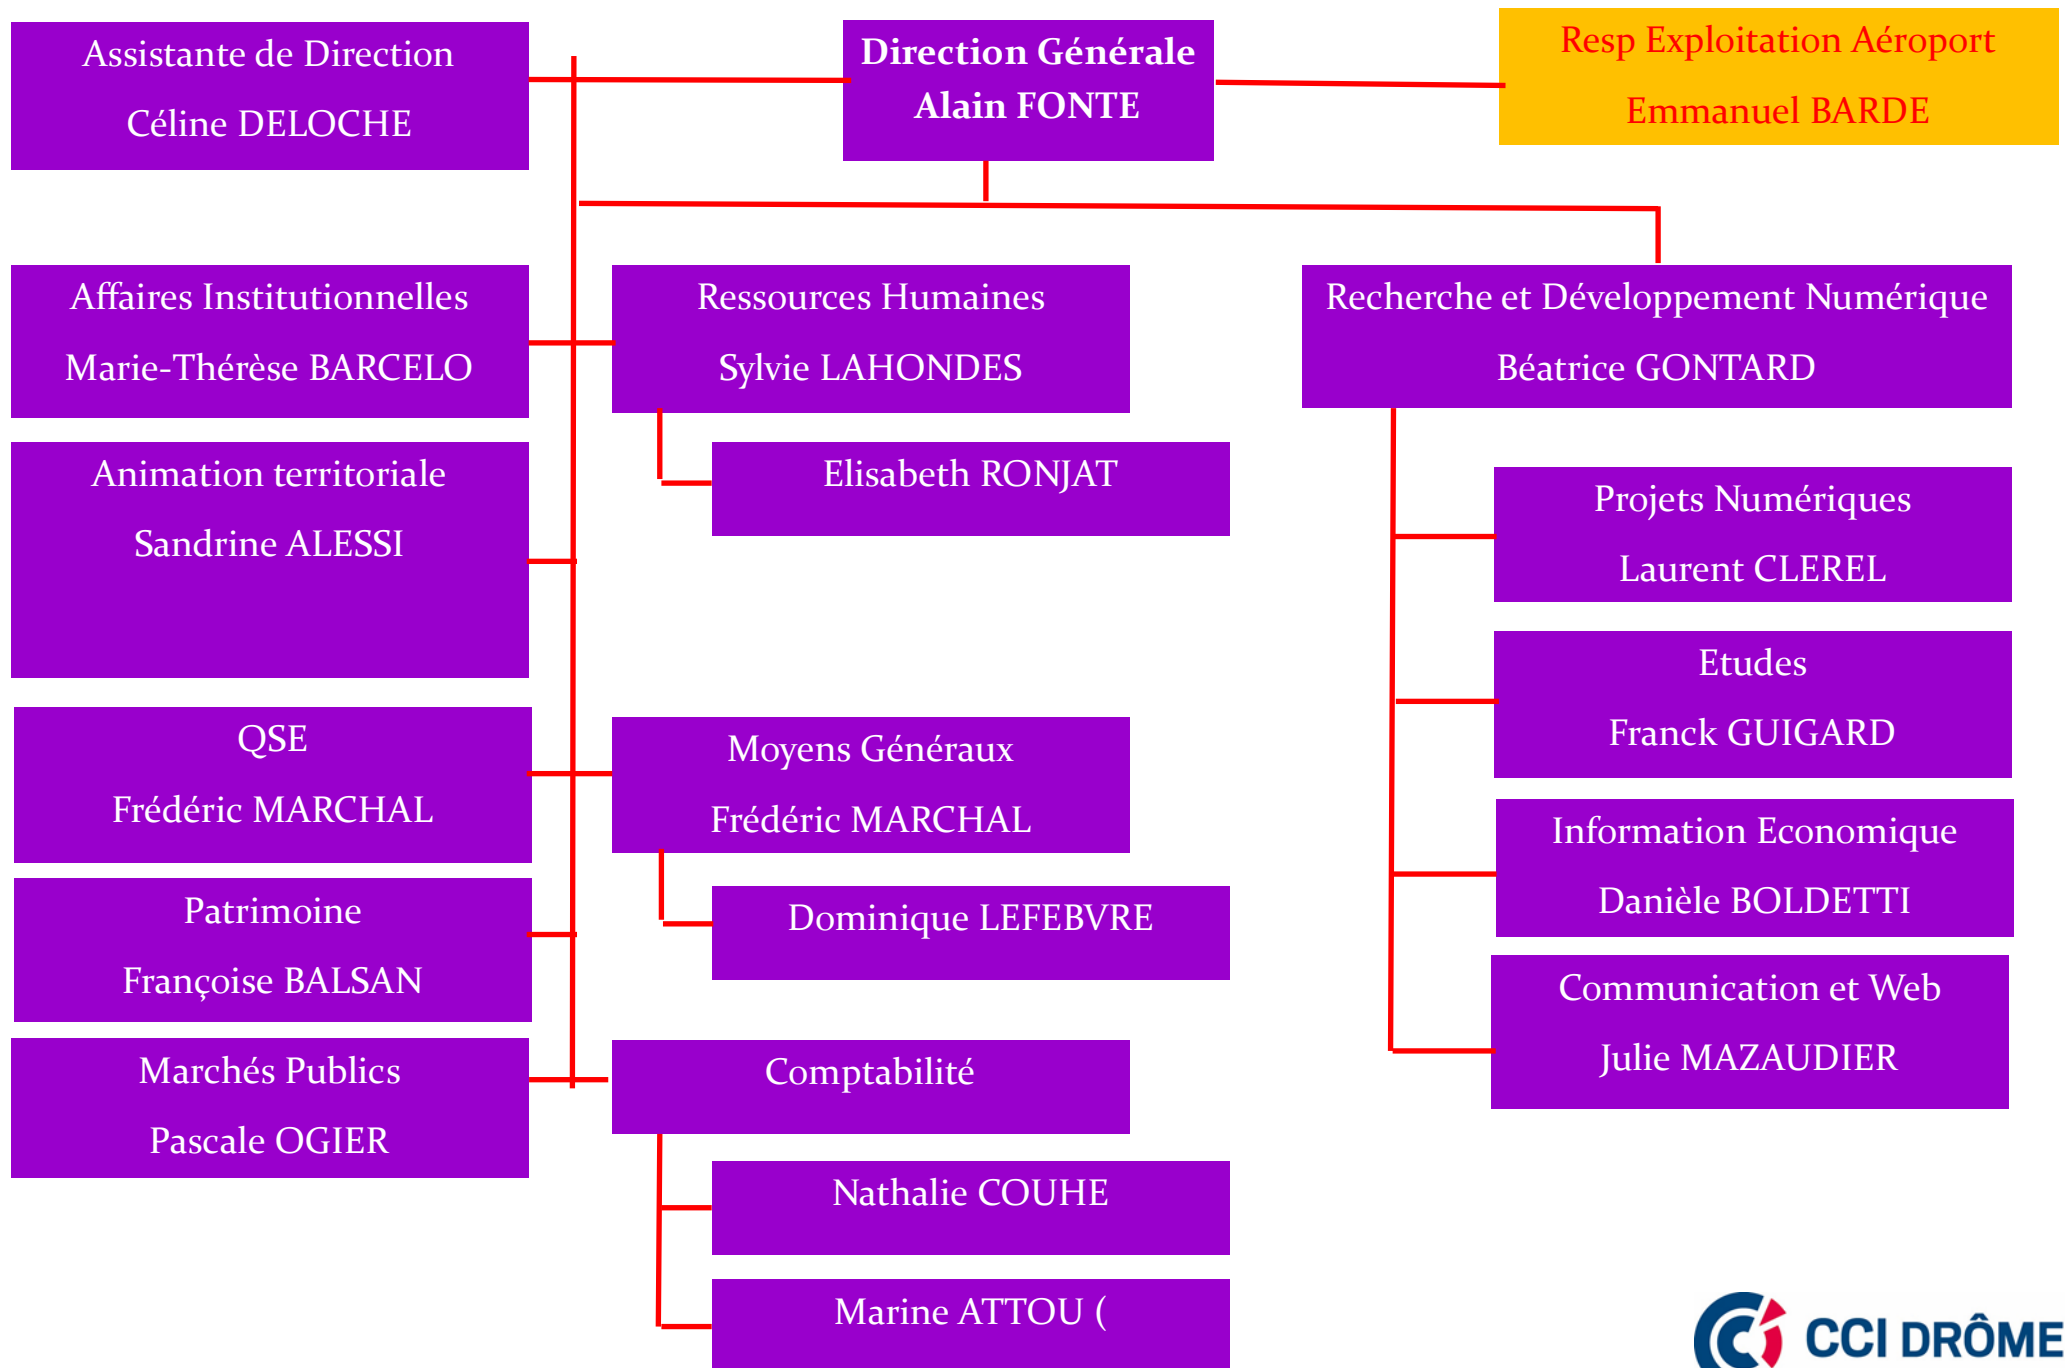 Assistante de Direction
Céline DELOCHE
Direction Générale
Alain FONTE
Resp Exploitation Aéroport
Emmanuel BARDE
Affaires Institutionnelles
Marie-Thérèse BARCELO
Ressources Humaines
Sylvie LAHONDES
Recherche et Développement Numérique
Béatrice GONTARD
Animation territoriale
Sandrine ALESSI
Elisabeth RONJAT
Projets Numériques
Laurent CLEREL
Etudes
Franck GUIGARD
QSE
Frédéric MARCHAL
Moyens Généraux
Frédéric MARCHAL
Information Economique
Danièle BOLDETTI
Patrimoine
Françoise BALSAN
Dominique LEFEBVRE
Communication et Web
Julie MAZAUDIER
Marchés Publics
Pascale OGIER
Comptabilité
Nathalie COUHE
Marine ATTOU (
CCI DRÔME